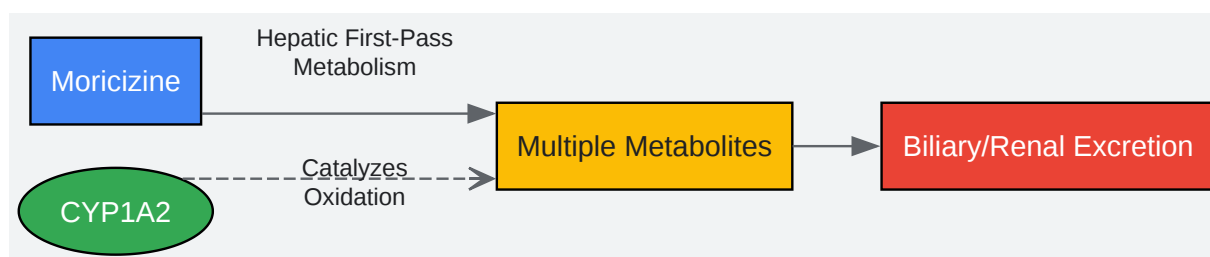 Hepatic First-Pass
Metabolism
Moricizine
Multiple Metabolites
Biliary/Renal Excretion
Catalyzes
Oxidation
CYP1A2